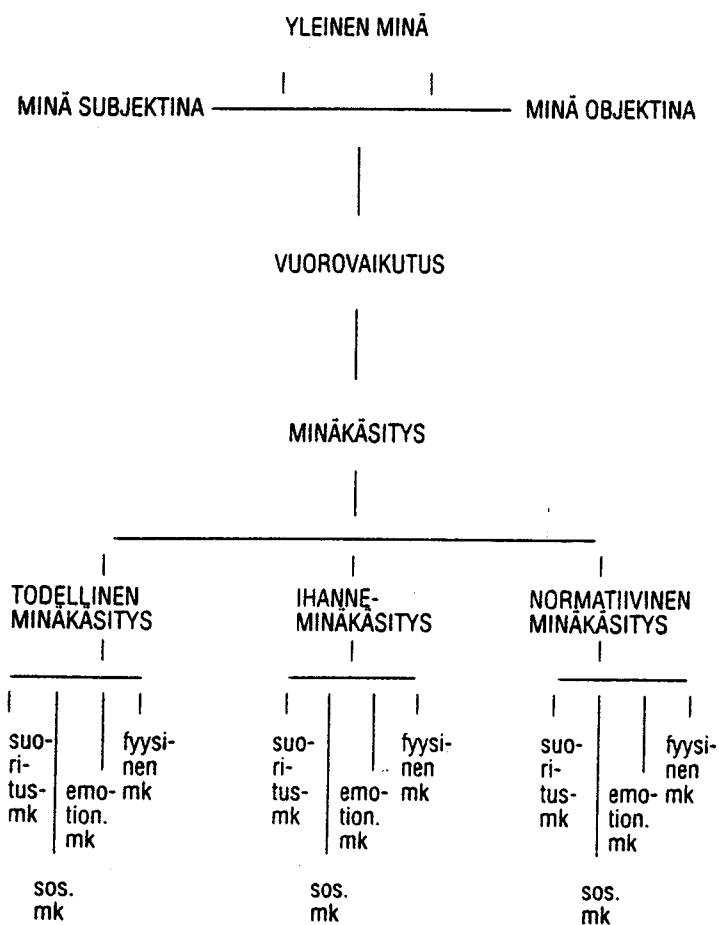 YLEINEN MINÄ
MINÄ SUBJEKTINA
MINÄ OBJEKTINA
VUOROVAIKUTUS
MINÄKÄSITYS
TODELLINEN
MINÄKÄSITYS
IHANNE-
MINÄKÄSITYS
NORMATIIVINEN
MINÄKÄSITYS
suo-
ri-
tus-
mk
sos.
mk
emo-
tion.
mk
fyysi-
nen
mk
suo-
ri-
tus-
mk
sos.
mk
emo-
tion.
mk
fyysi-
nen
mk
suo-
ri-
tus-
mk
sos.
mk
emo-
tion.
mk
fyysi-
nen
mk